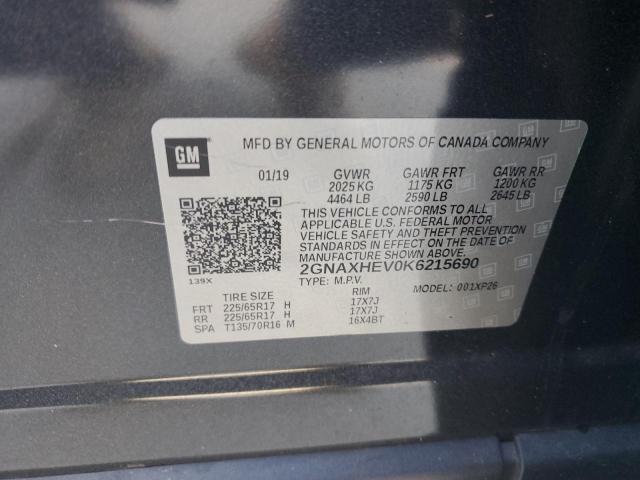 GM
MFD BY GENERAL MOTORS OF CANADA COMPANY
01/19 GVWR GAWR FRT GAWR RR
2025 KG 1175 KG 1200 KG
4464 LB 2590 LB 2645 LB
THIS VEHICLE CONFORMS TO ALL
APPLICABLE U.S. FEDERAL MOTOR
VEHICLE SAFETY AND THEFT PREVENTION
STANDARDS IN EFFECT ON THE DATE OF
MANUFACTURE SHOWN ABOVE.
2GNAXHEV0K6215690
139X TYPE: M.P.V. MODEL: 001XP26
TIRE SIZE RIM
FRT 225/65R17 H 17X7J
RR 225/65R17 H 17X7J
SPA T135/70R16 M 16X4BT